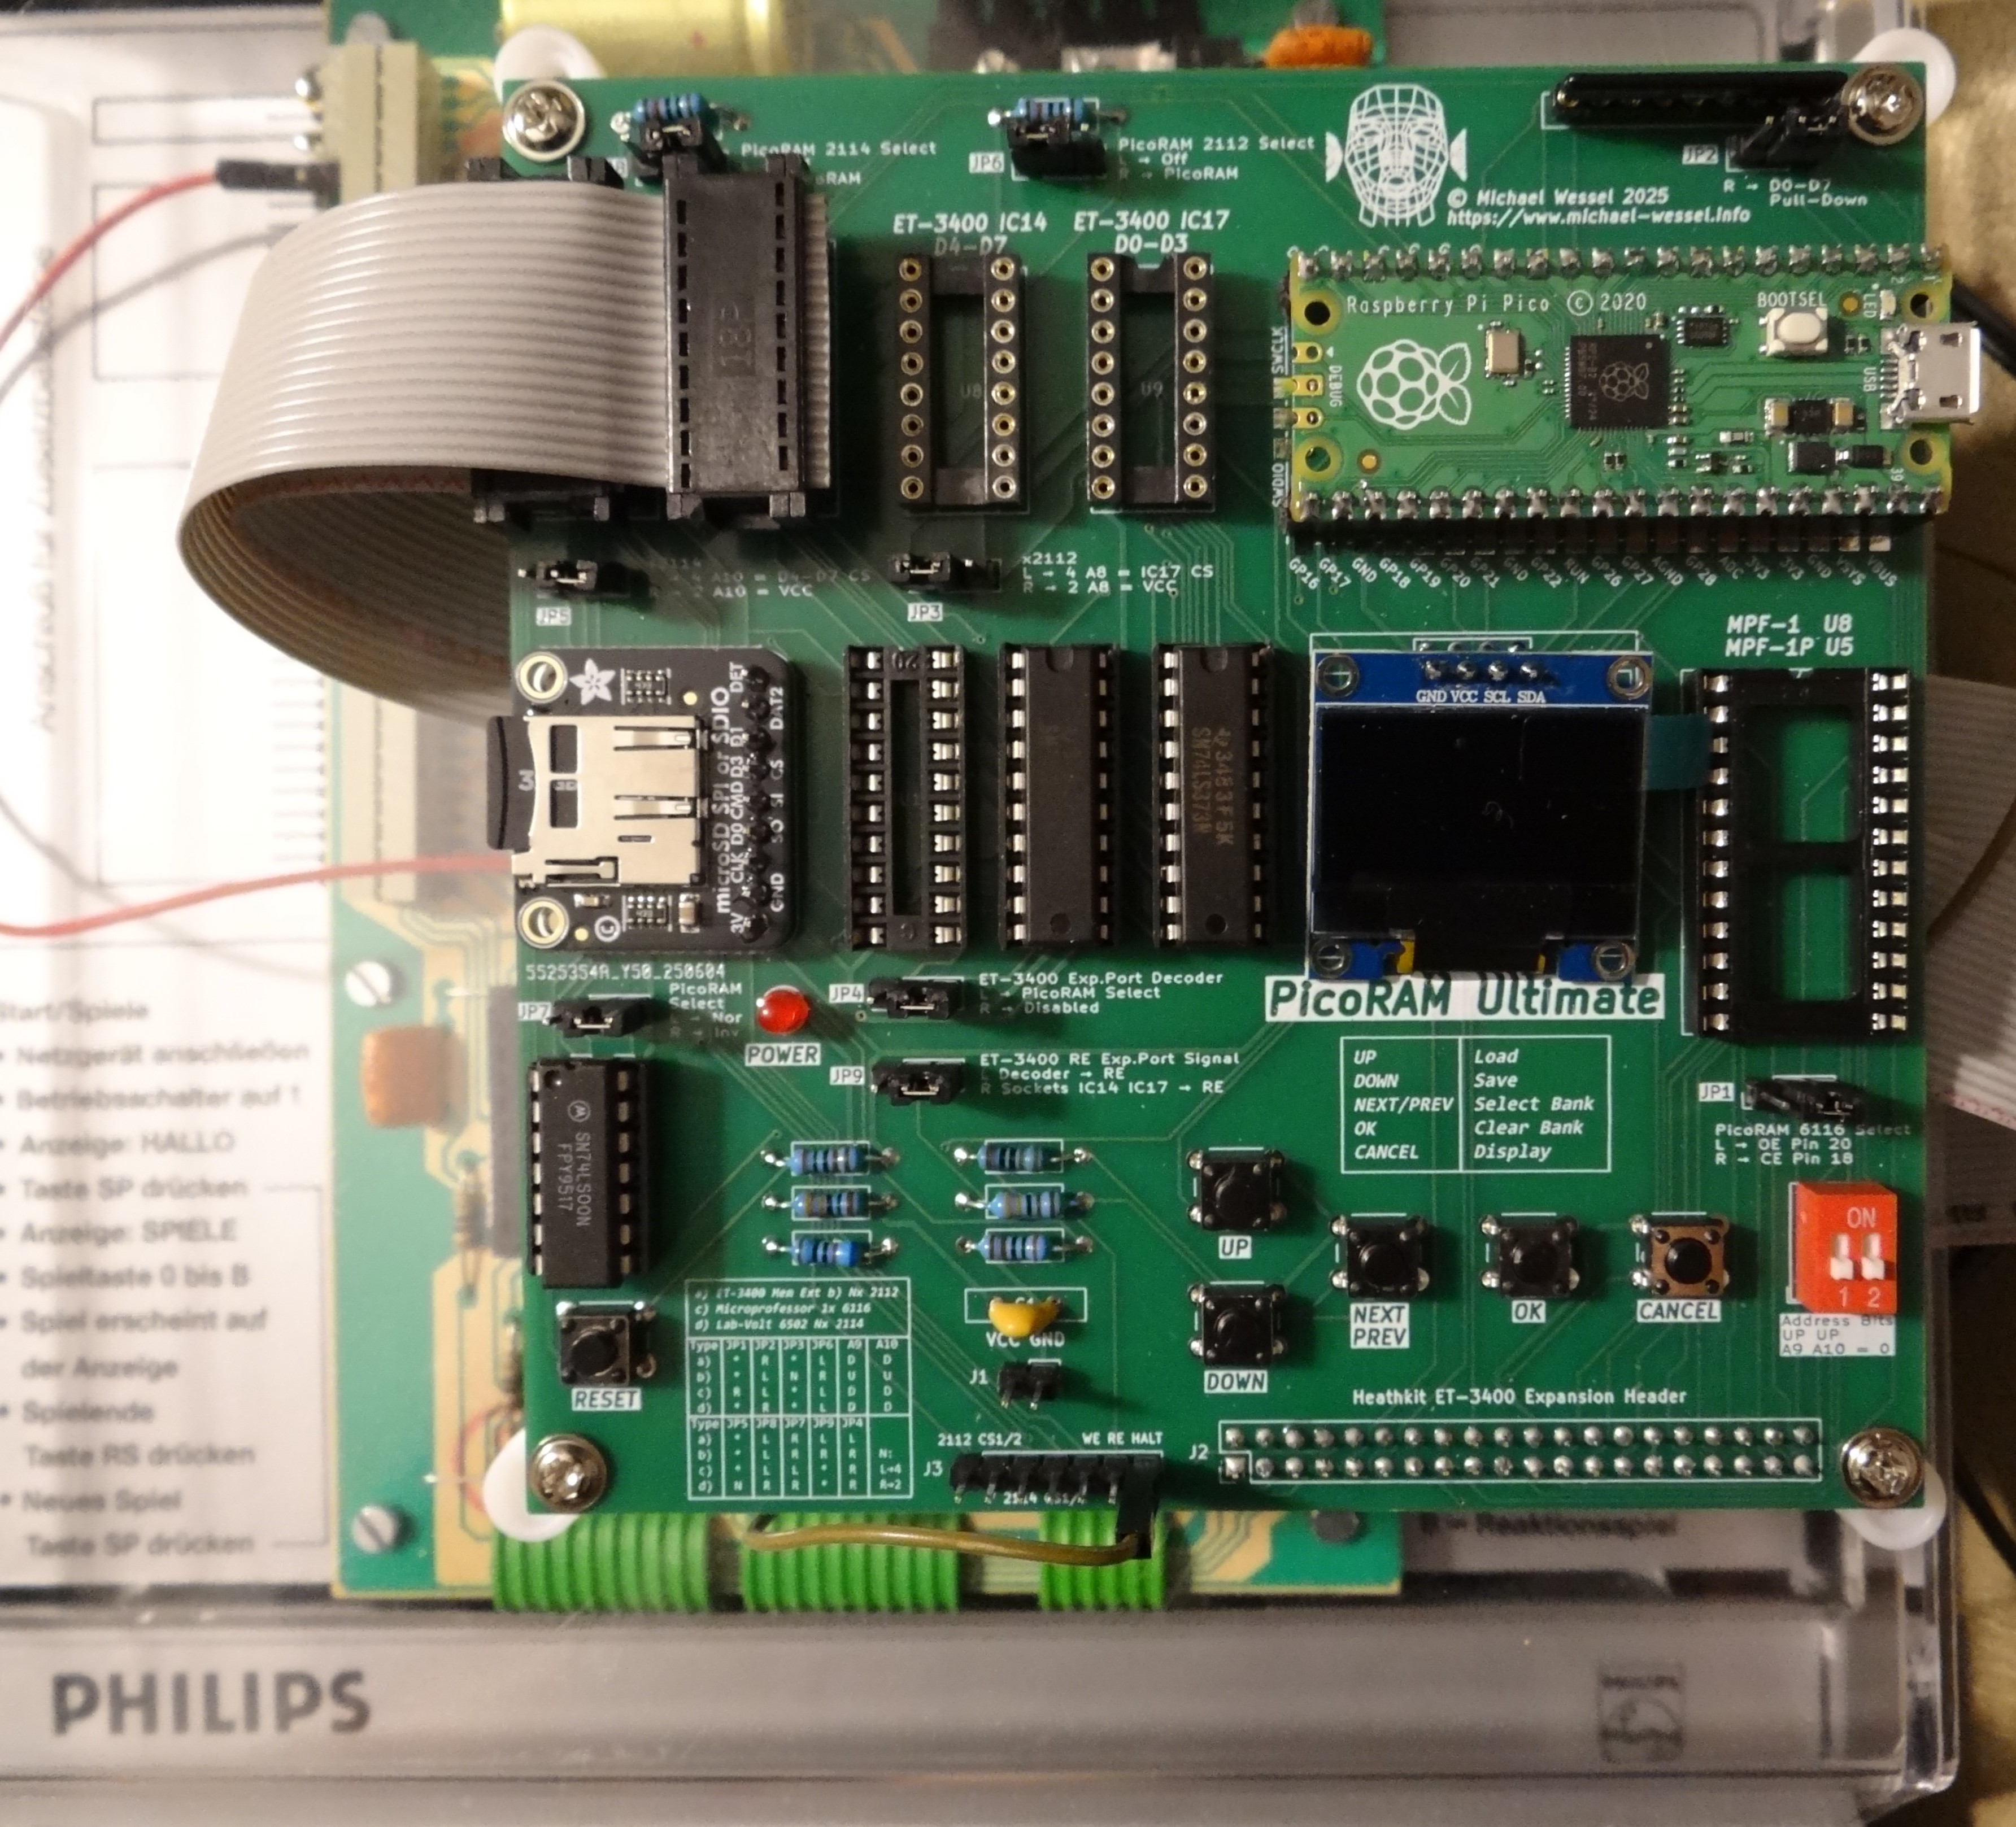 PicoRAM 2114 Select
PicoRAM 2112 Select
L → Off
R → PicoRAM
JP6
JP2
R → D0-D7
Pull-Down
© Michael Wessel 2025
https://www.michael-wessel.info
ET-3400 IC14
D4-D7
ET-3400 IC17
D0-D3
18P
U8
U9
Raspberry Pi Pico © 2020
BOOTSEL
LED
USB
DEBUG
SWCLK
SWDIO
GP16 GP17 GND GP18 GP19 GP20 GP21 GND GP22 RUN GP26 GP27 AGND GP28 ADC 3V3 3V3 GND VSYS VBUS
4 A10 = D4-D7 CS
2 A10 = VCC
JP5
x2112
L → 4 A8 = IC17 CS
R → 2 A8 = VCC
JP3
MPF-1 U8
MPF-1P U5
microSD SPI or SDIO
DET
DAT2
3V CLK D0 CMD D3 D1
GND SO SI CS
SN74LS373N
GND VCC SCL SDA
5525354A_Y50_250604
JP7
PicoRAM
Select
Nor
Inv
POWER
JP4
ET-3400 Exp.Port Decoder
L → PicoRAM Select
R → Disabled
JP9
ET-3400 RE Exp.Port Signal
Decoder → RE
R Sockets IC14 IC17 → RE
PicoRAM Ultimate
UP Load
DOWN Save
NEXT/PREV Select Bank
OK Clear Bank
CANCEL Display
JP1
PicoRAM 6116 Select
L → OE Pin 20
R → CE Pin 18
SN74LS00N
FPY9517
RESET
UP
DOWN
NEXT
PREV
OK
CANCEL
ON
1 2
Address Bits
UP UP
A9 A10 = 0
a) ET-3400 Mem Ext b) Nx 2112
c) Microprofessor 1x 6116
d) Lab-Volt 6502 Nx 2114
Type JP1 JP2 JP3 JP6 A9 A10
a) * R * L D D
b) * L N R U U
c) R L * L D D
d) * R * L D D
Type JP5 JP8 JP7 JP9 JP4
a) * L R L L
b) * L R R R N:
c) * L L * R L→4
d) N R R * R R→2
VCC GND
J1
2112 CS1/2 WE RE HALT
J3
Heathkit ET-3400 Expansion Header
J2
Start/Spiele
• Netzgerät anschließen
• Betriebsschalter auf 1
• Anzeige: HALLO
• Taste SP drücken
• Anzeige: SPIELE
• Spieltaste 0 bis B
• Spiel erscheint auf
der Anzeige
• Spielende
Taste RS drücken
• Neues Spiel
Taste SP drücken
Reaktionsspiel
PHILIPS